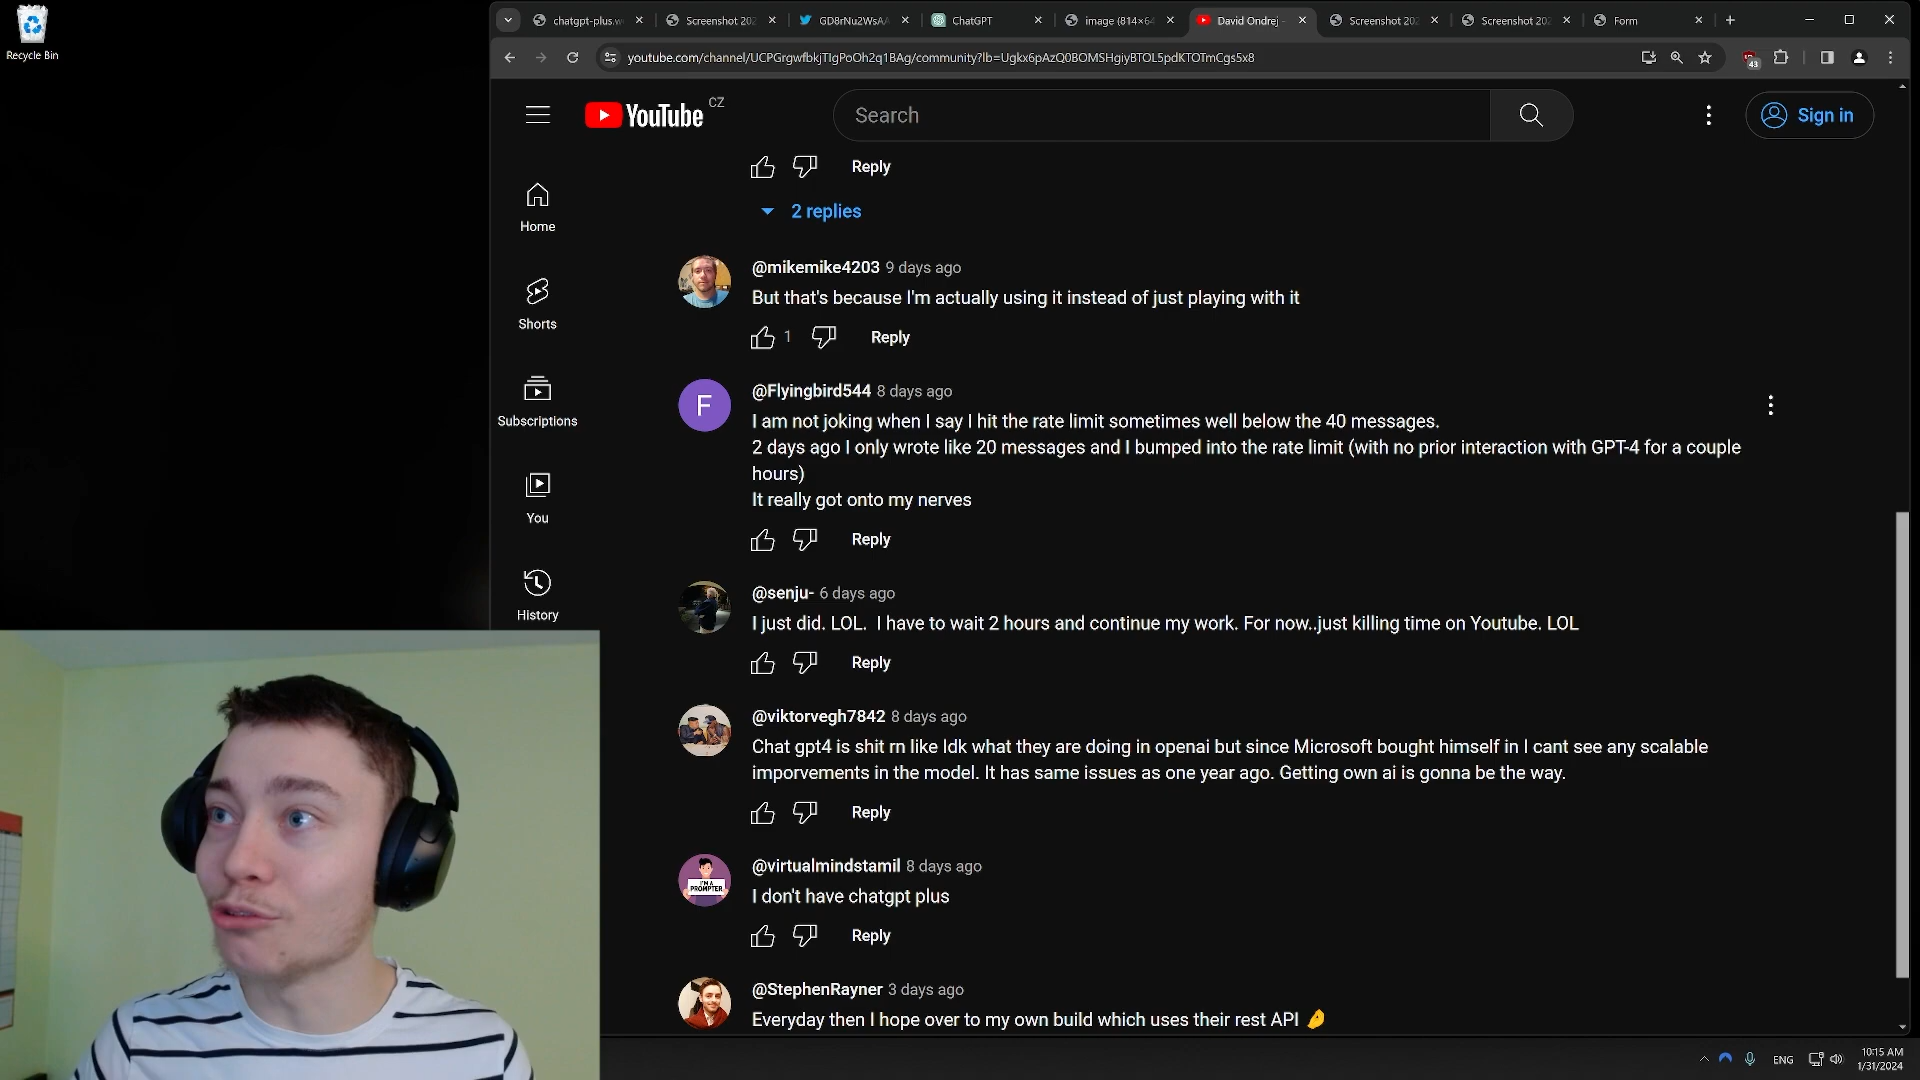 Recycle Bin
chatgpt-plus.w
Screenshot 202
GD8rNu2WsAA
ChatGPT
image (814×64
David Ondrej -
Screenshot 202
Screenshot 202
Form
youtube.com/channel/UCPGrgwfbkjTIgPoOh2q1BAg/community?lb=Ugkx6pAzQ0BOMSHgiyBTOL5pdKTOTmCgs5x8
43
YouTube CZ
Search
Sign in
Home
Shorts
Subscriptions
You
History
Reply
2 replies
@mikemike4203 9 days ago
But that's because I'm actually using it instead of just playing with it
1 Reply
@Flyingbird544 8 days ago
F
I am not joking when I say I hit the rate limit sometimes well below the 40 messages.
2 days ago I only wrote like 20 messages and I bumped into the rate limit (with no prior interaction with GPT-4 for a couple
hours)
It really got onto my nerves
Reply
@senju- 6 days ago
I just did. LOL.  I have to wait 2 hours and continue my work. For now..just killing time on Youtube. LOL
Reply
@viktorvegh7842 8 days ago
Chat gpt4 is shit rn like Idk what they are doing in openai but since Microsoft bought himself in I cant see any scalable
imporvements in the model. It has same issues as one year ago. Getting own ai is gonna be the way.
Reply
@virtualmindstamil 8 days ago
I'M A
PROMPTER
I don't have chatgpt plus
Reply
@StephenRayner 3 days ago
Everyday then I hope over to my own build which uses their rest API 🤌
ENG
10:15 AM
1/31/2024